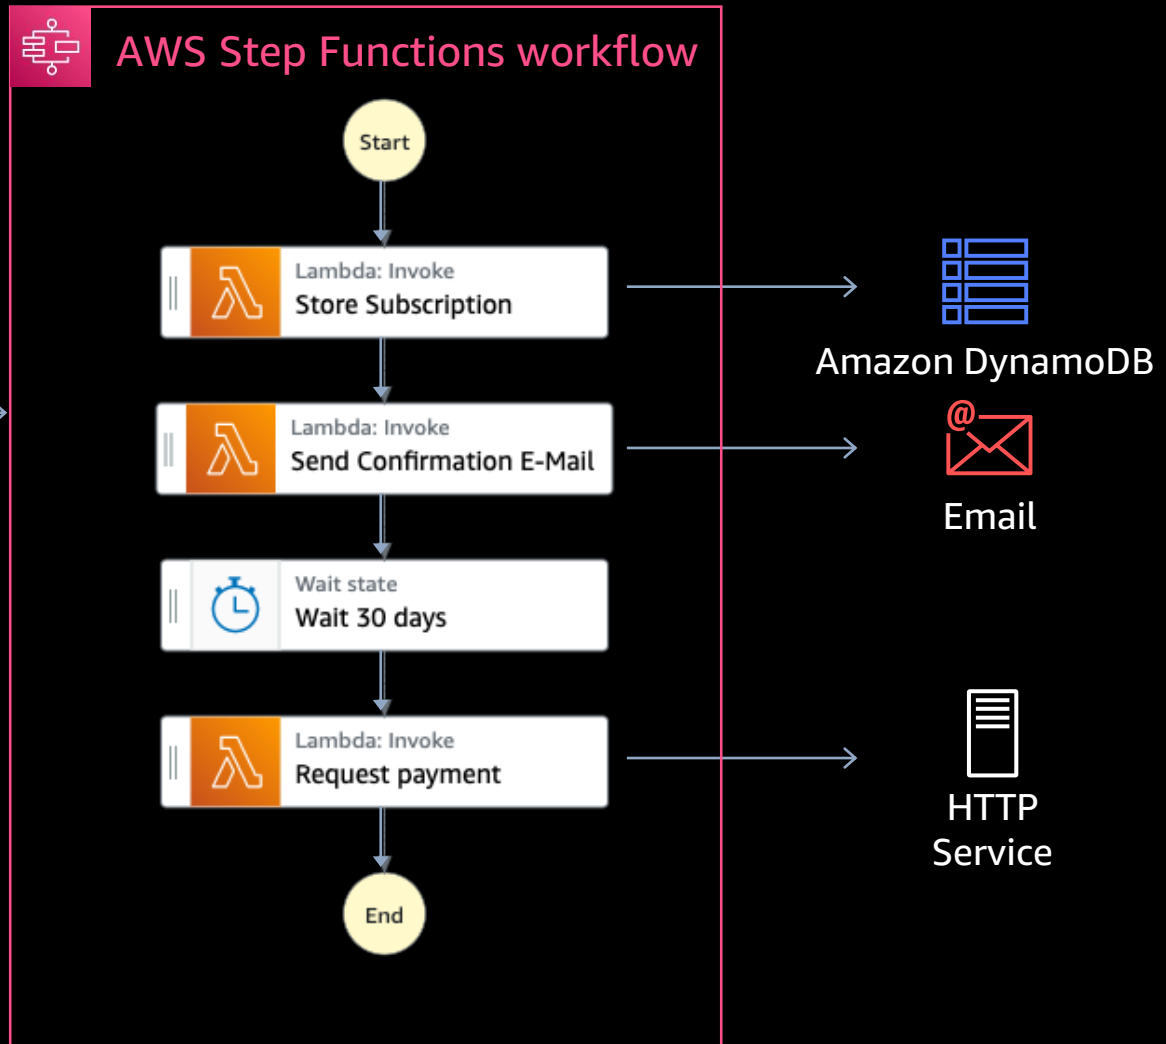 AWS Step Functions workflow
Start
Lambda: Invoke
Store Subscription
Amazon DynamoDB
Lambda: Invoke
Send Confirmation E-Mail
@
Email
Wait state
Wait 30 days
Lambda: Invoke
Request payment
HTTP
Service
End